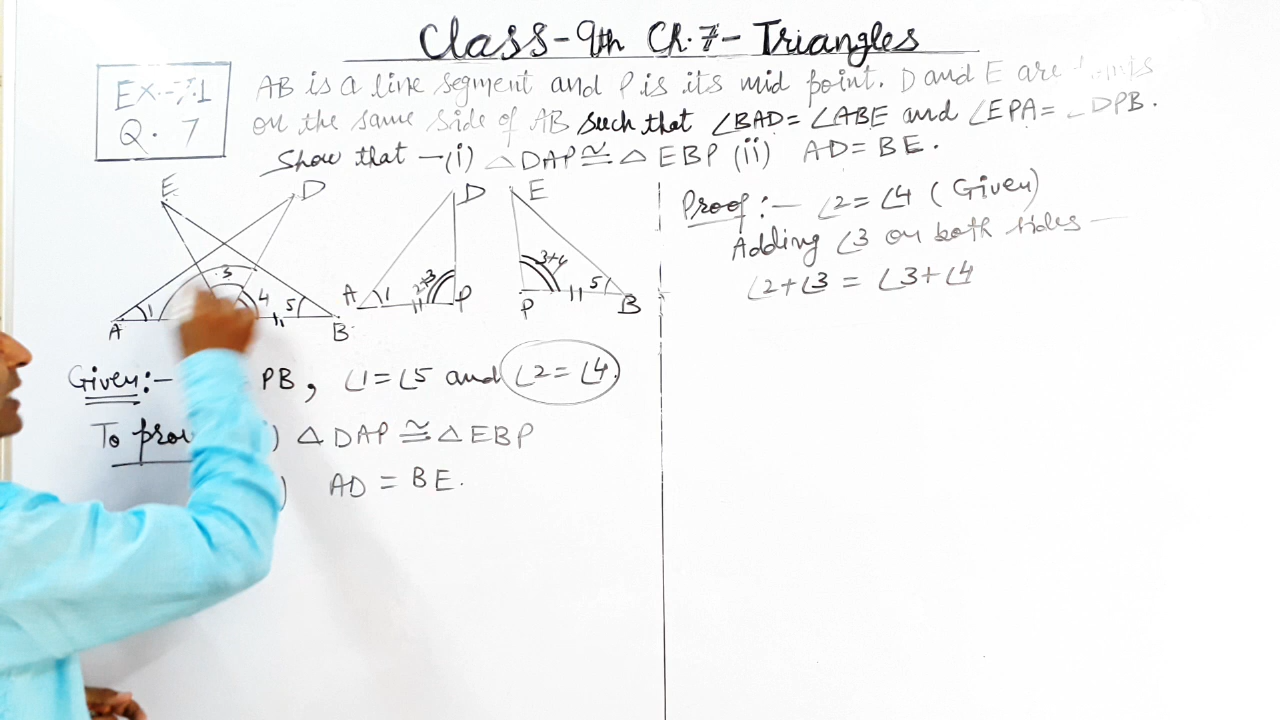 Class-9th Ch.7- Triangles
Ex.-7.1
Q. 7
AB is a line segment and P is its mid point. D and E are
on the same side of AB such that ∠BAD = ∠ABE and ∠EPA = ∠DPB.
Show that -(i) △DAP ≅ △EBP (ii) AD = BE.
E D D E
3 2+3 3+4
A 1 4 5 B A 1 P P 5 B
Given:- PB, ∠1 = ∠5 and ∠2 = ∠4.
To △DAP ≅ △EBP
) AD = BE.
Proof:- ∠2 = ∠4 (Given)
Adding ∠3 on both sides -
∠2+∠3 = ∠3+∠4